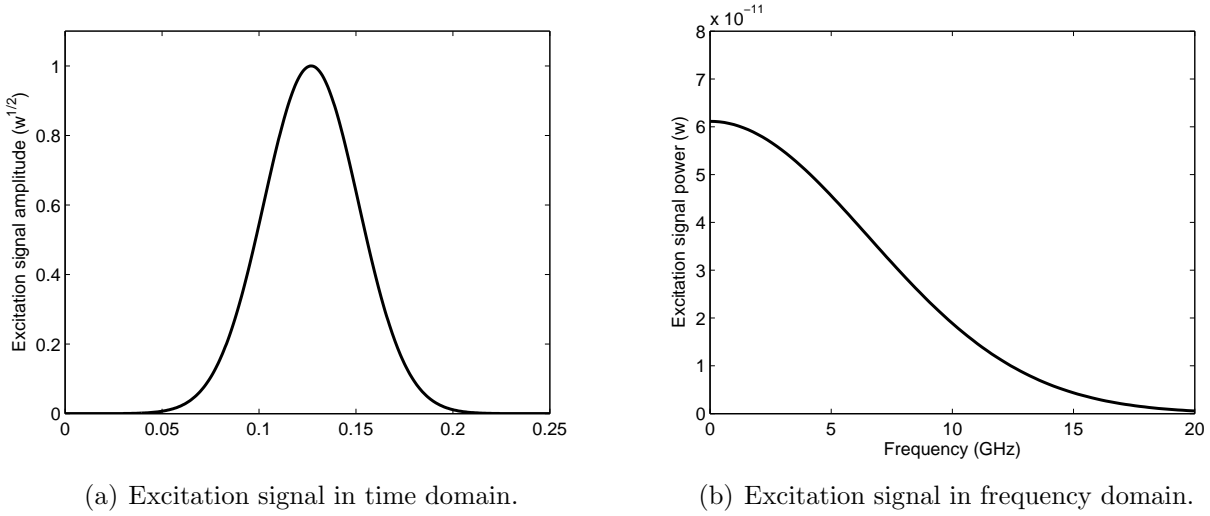 Excitation signal amplitude (w^1/2)
1
0.8
0.6
0.4
0.2
0
0 0.05 0.1 0.15 0.2 0.25
(a) Excitation signal in time domain.
x 10^−11
Excitation signal power (w)
8
7
6
5
4
3
2
1
0
0 5 10 15 20
Frequency (GHz)
(b) Excitation signal in frequency domain.